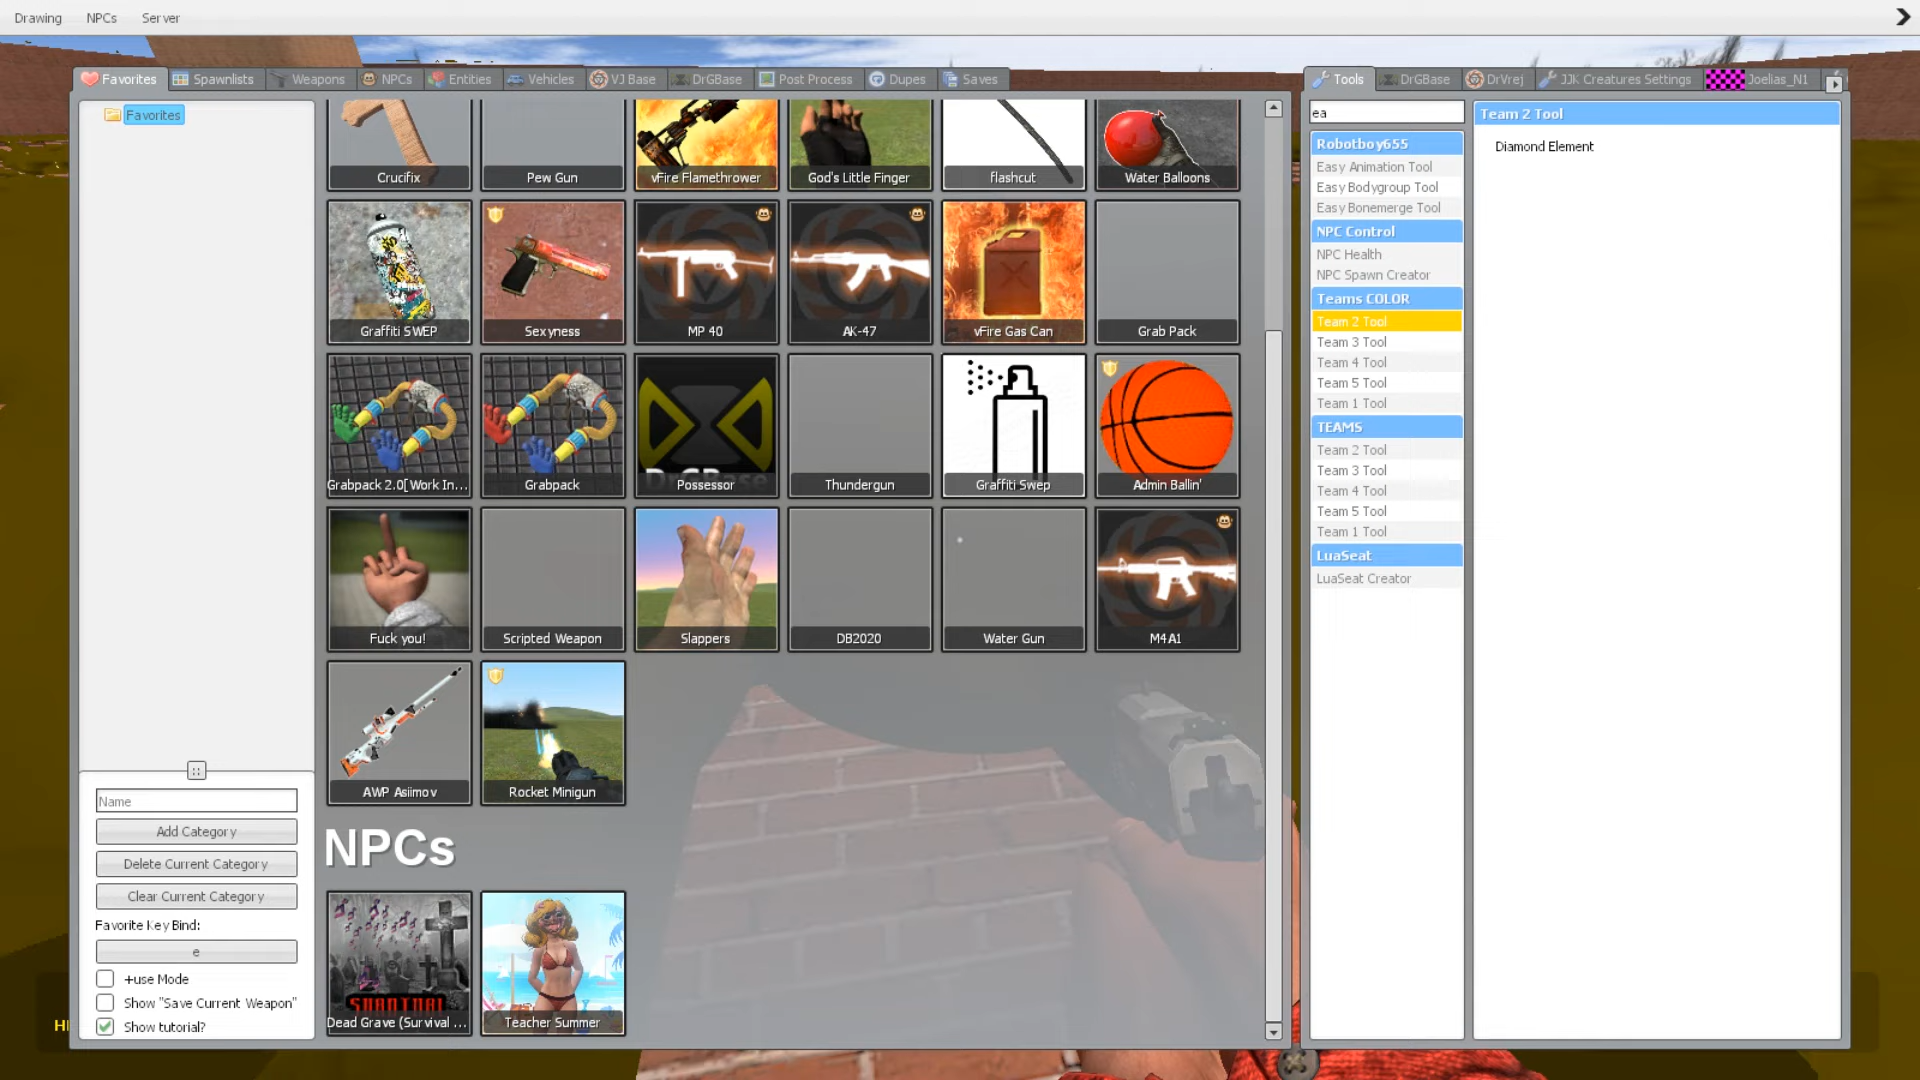 Drawing NPCs Server
Favorites Spawnlists Weapons NPCs Entities Vehicles VJ Base DrGBase Post Process Dupes Saves
Tools DrGBase DrVrej JJK Creatures Settings Joelias_N1
Favorites
Crucifix Pew Gun vFire Flamethrower God's Little Finger flashcut Water Balloons
Graffiti SWEP Sexyness MP 40 AK-47 vFire Gas Can Grab Pack
Grabpack 2.0[Work In... Grabpack Possessor Thundergun Graffiti Swep Admin Ballin'
Fuck you! Scripted Weapon Slappers DB2020 Water Gun M4A1
AWP Asiimov Rocket Minigun
NPCs
SURVIVAL
Dead Grave (Survival ... Teacher Summer
Name
Add Category
Delete Current Category
Clear Current Category
Favorite Key Bind:
e
+use Mode
Show "Save Current Weapon"
Show tutorial?
ea
Robotboy655
Easy Animation Tool
Easy Bodygroup Tool
Easy Bonemerge Tool
NPC Control
NPC Health
NPC Spawn Creator
Teams COLOR
Team 2 Tool
Team 3 Tool
Team 4 Tool
Team 5 Tool
Team 1 Tool
TEAMS
Team 2 Tool
Team 3 Tool
Team 4 Tool
Team 5 Tool
Team 1 Tool
LuaSeat
LuaSeat Creator
Team 2 Tool
Diamond Element